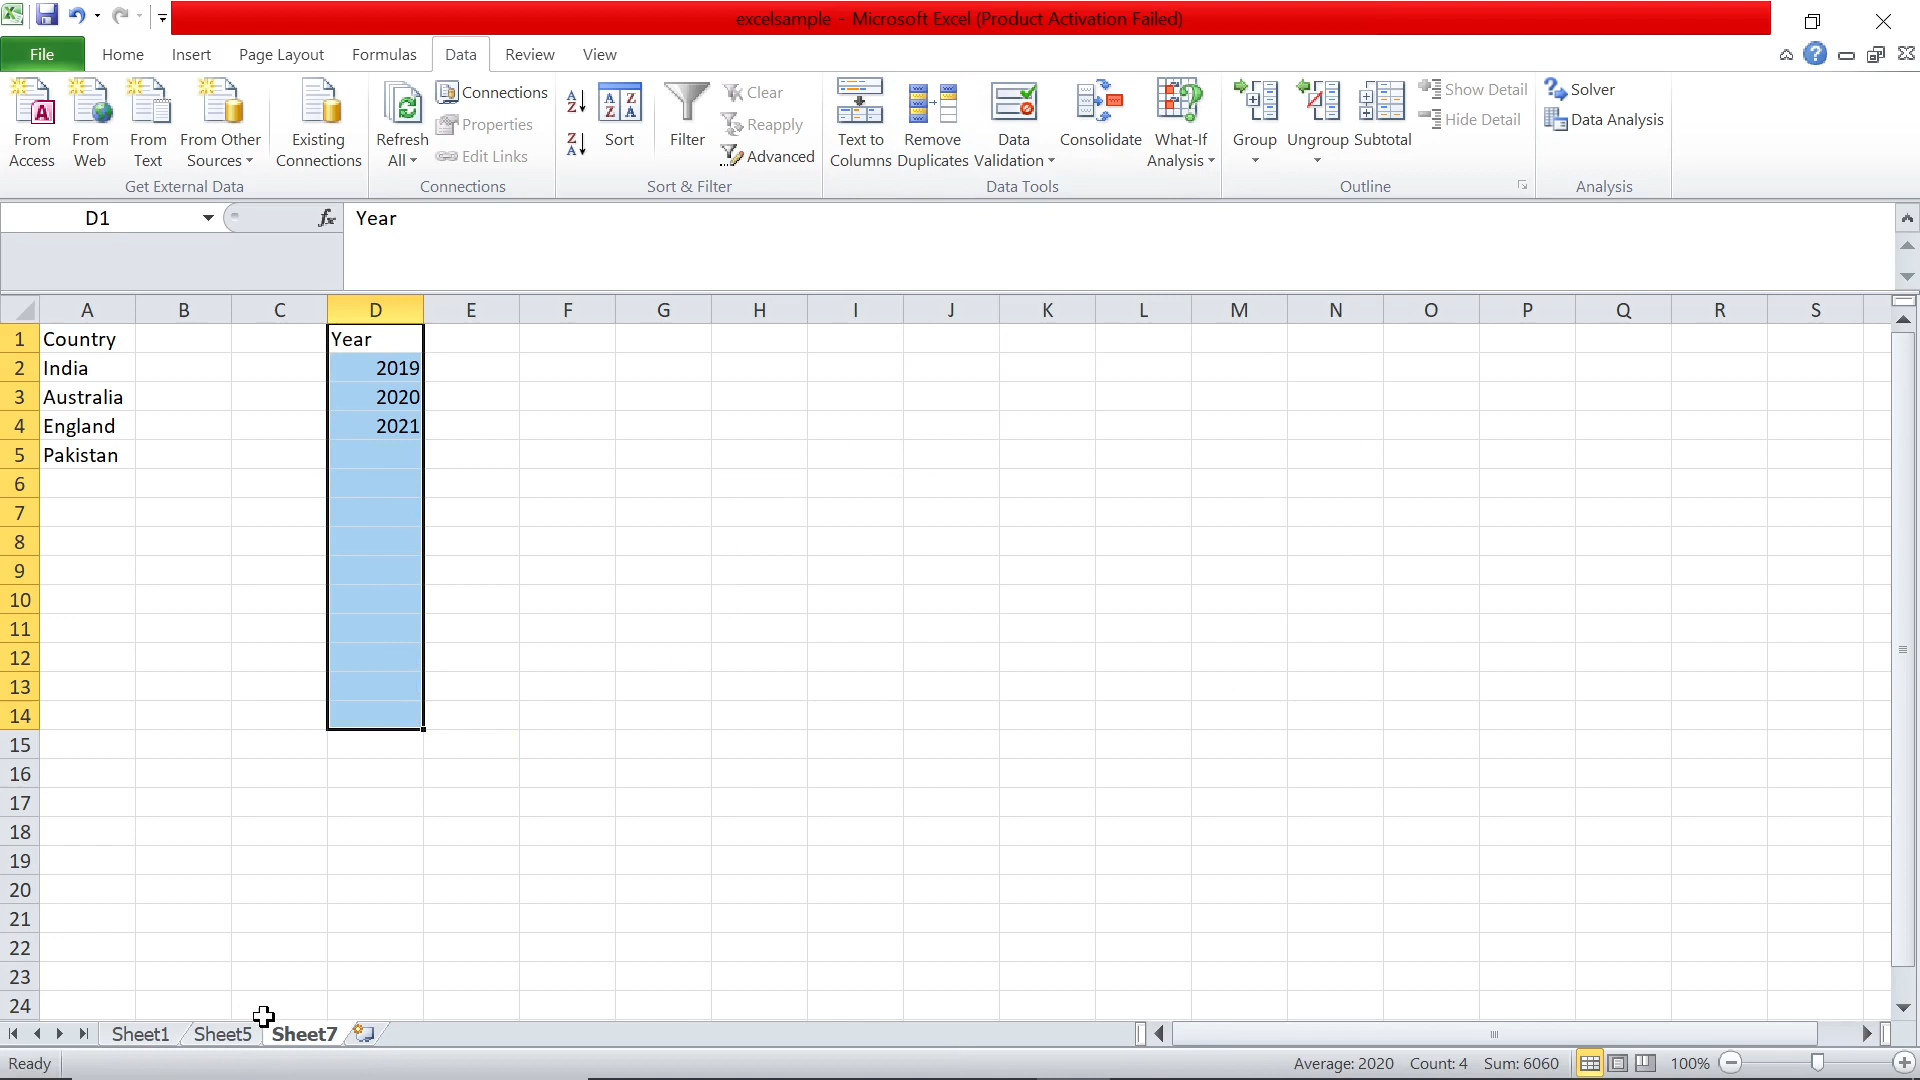 excelsample - Microsoft Excel (Product Activation Failed)
File Home Insert Page Layout Formulas Data Review View
From Access
From Web
From Text
From Other Sources
Existing Connections
Refresh All
Connections
Properties
Edit Links
Sort
Filter
Clear
Reapply
Advanced
Text to Columns
Remove Duplicates
Data Validation
Consolidate
What-If Analysis
Group
Ungroup
Subtotal
Show Detail
Hide Detail
Solver
Data Analysis
Get External Data
Connections
Sort & Filter
Data Tools
Outline
Analysis
D1 fx Year
A B C D E F G H I J K L M N O P Q R S
1 Country Year
2 India 2019
3 Australia 2020
4 England 2021
5 Pakistan
6
7
8
9
10
11
12
13
14
15
16
17
18
19
20
21
22
23
24
Sheet1 Sheet5 Sheet7
Ready Average: 2020 Count: 4 Sum: 6060 100%